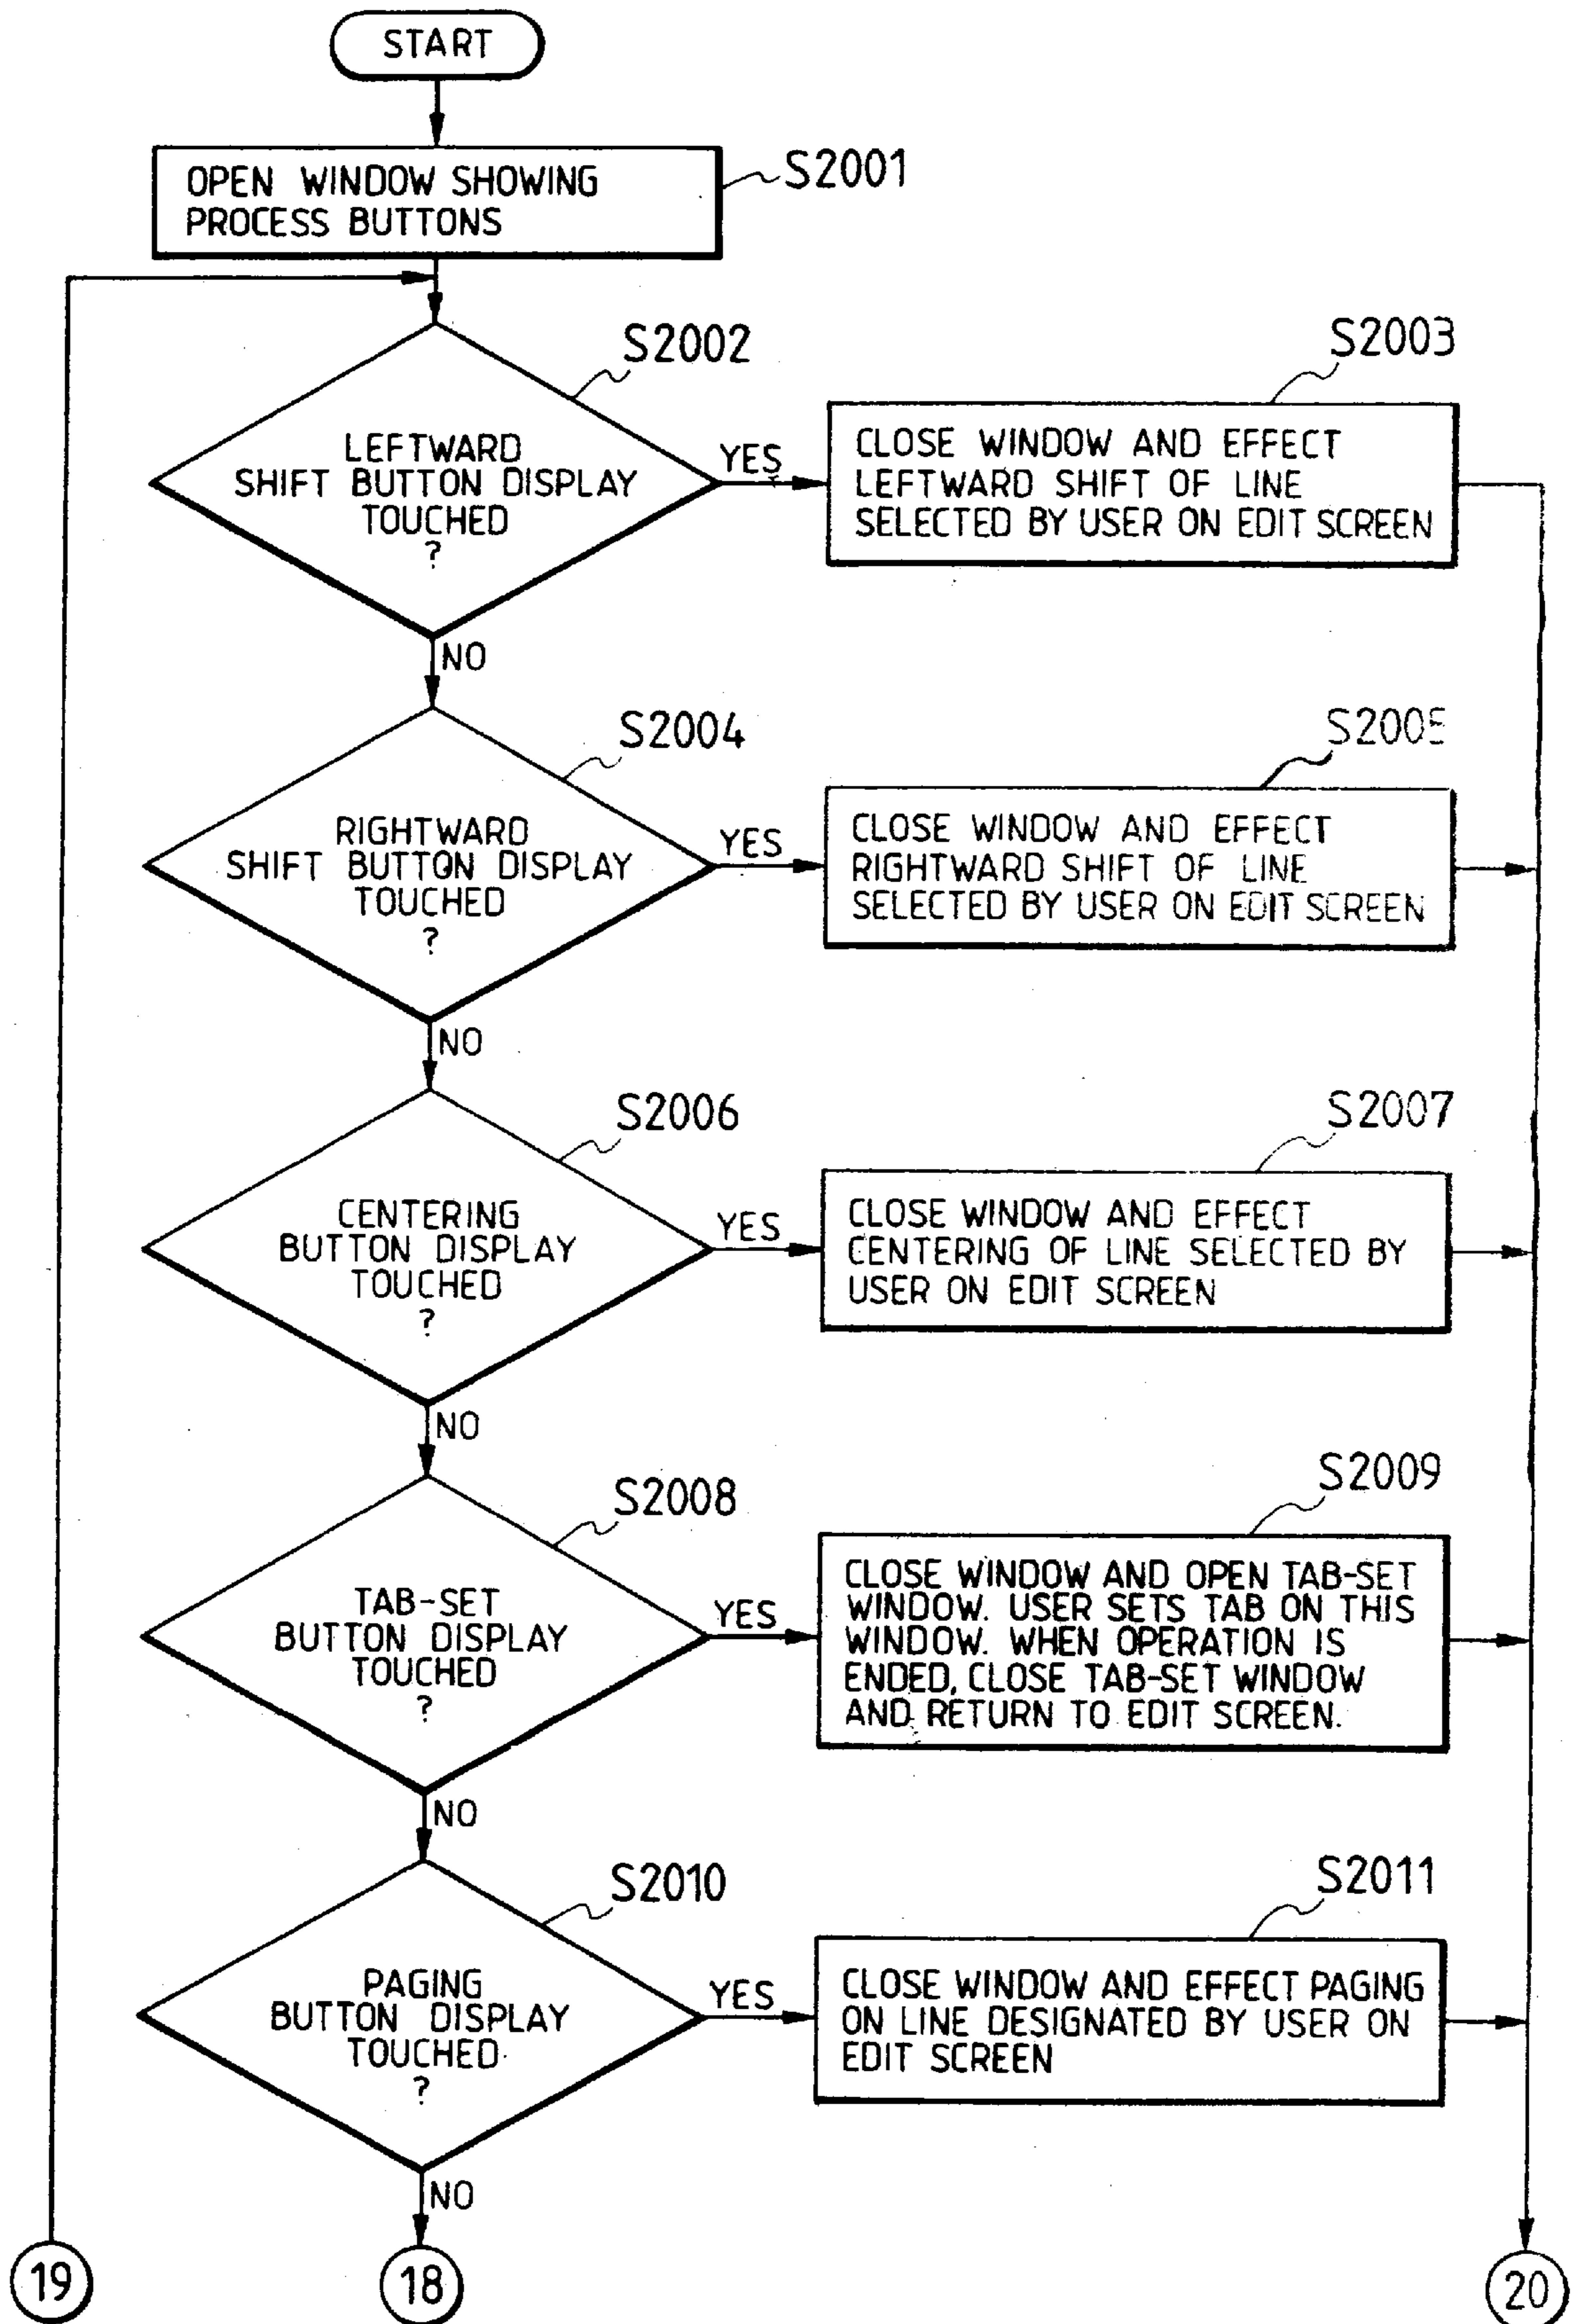 START
OPEN WINDOW SHOWING
PROCESS BUTTONS
S2001
S2002
LEFTWARD
SHIFT BUTTON DISPLAY
TOUCHED
?
YES
S2003
CLOSE WINDOW AND EFFECT
LEFTWARD SHIFT OF LINE
SELECTED BY USER ON EDIT SCREEN
NO
S2004
RIGHTWARD
SHIFT BUTTON DISPLAY
TOUCHED
?
YES
S2005
CLOSE WINDOW AND EFFECT
RIGHTWARD SHIFT OF LINE
SELECTED BY USER ON EDIT SCREEN
NO
S2006
CENTERING
BUTTON DISPLAY
TOUCHED
?
YES
S2007
CLOSE WINDOW AND EFFECT
CENTERING OF LINE SELECTED BY
USER ON EDIT SCREEN
NO
S2008
TAB-SET
BUTTON DISPLAY
TOUCHED
?
YES
S2009
CLOSE WINDOW AND OPEN TAB-SET
WINDOW. USER SETS TAB ON THIS
WINDOW. WHEN OPERATION IS
ENDED, CLOSE TAB-SET WINDOW
AND RETURN TO EDIT SCREEN.
NO
S2010
PAGING
BUTTON DISPLAY
TOUCHED
?
YES
S2011
CLOSE WINDOW AND EFFECT PAGING
ON LINE DESIGNATED BY USER ON
EDIT SCREEN
NO
19
18
20